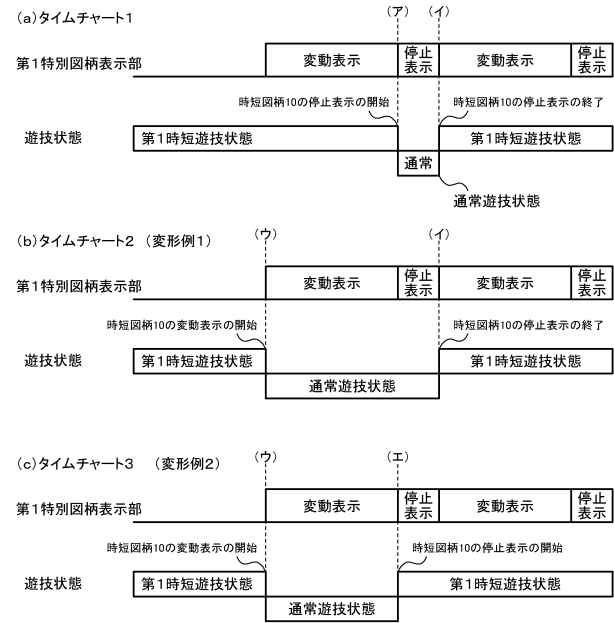 (a)タイムチャート1
(ア) (イ)
第1特別図柄表示部
変動表示 停止表示 変動表示 停止表示
時短図柄10の停止表示の開始 時短図柄10の停止表示の終了
遊技状態
第1時短遊技状態 第1時短遊技状態
通常
通常遊技状態
(b)タイムチャート2 (変形例1)
(ウ) (イ)
第1特別図柄表示部
変動表示 停止表示 変動表示 停止表示
時短図柄10の変動表示の開始 時短図柄10の停止表示の終了
遊技状態
第1時短遊技状態 第1時短遊技状態
通常遊技状態
(c)タイムチャート3 (変形例2)
(ウ) (エ)
第1特別図柄表示部
変動表示 停止表示 変動表示 停止表示
時短図柄10の変動表示の開始 時短図柄10の停止表示の開始
遊技状態
第1時短遊技状態 第1時短遊技状態
通常遊技状態